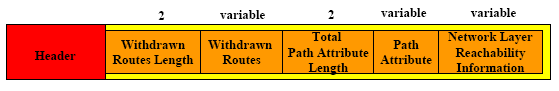 2 variable 2 variable variable
Header
Withdrawn
Routes Length
Withdrawn
Routes
Total
Path Attribute
Length
Path
Attribute
Network Layer
Reachability
Information